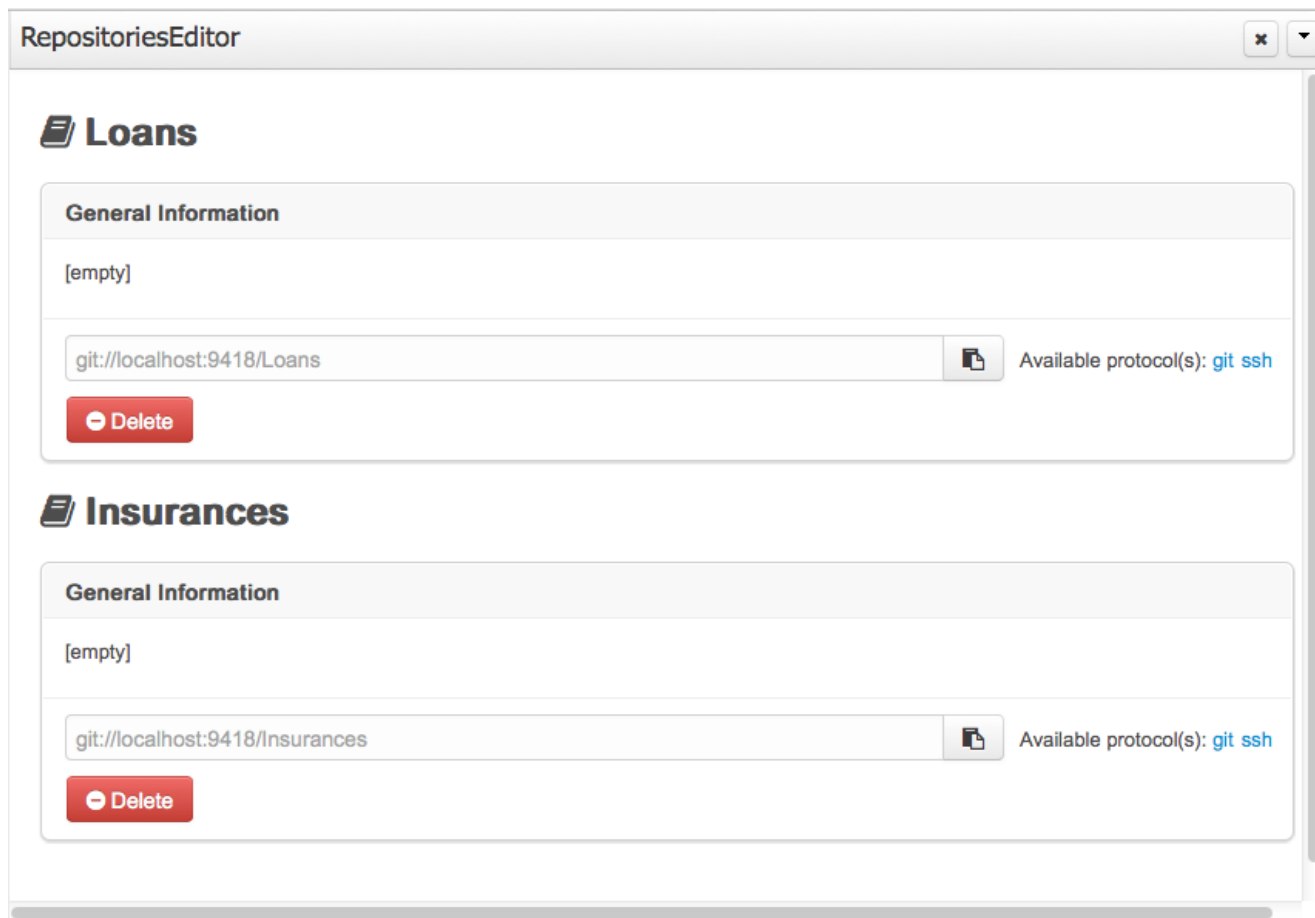 RepositoriesEditor
Loans
General Information
[empty]
git://localhost:9418/Loans Available protocol(s): git ssh
Delete
Insurances
General Information
[empty]
git://localhost:9418/Insurances Available protocol(s): git ssh
Delete